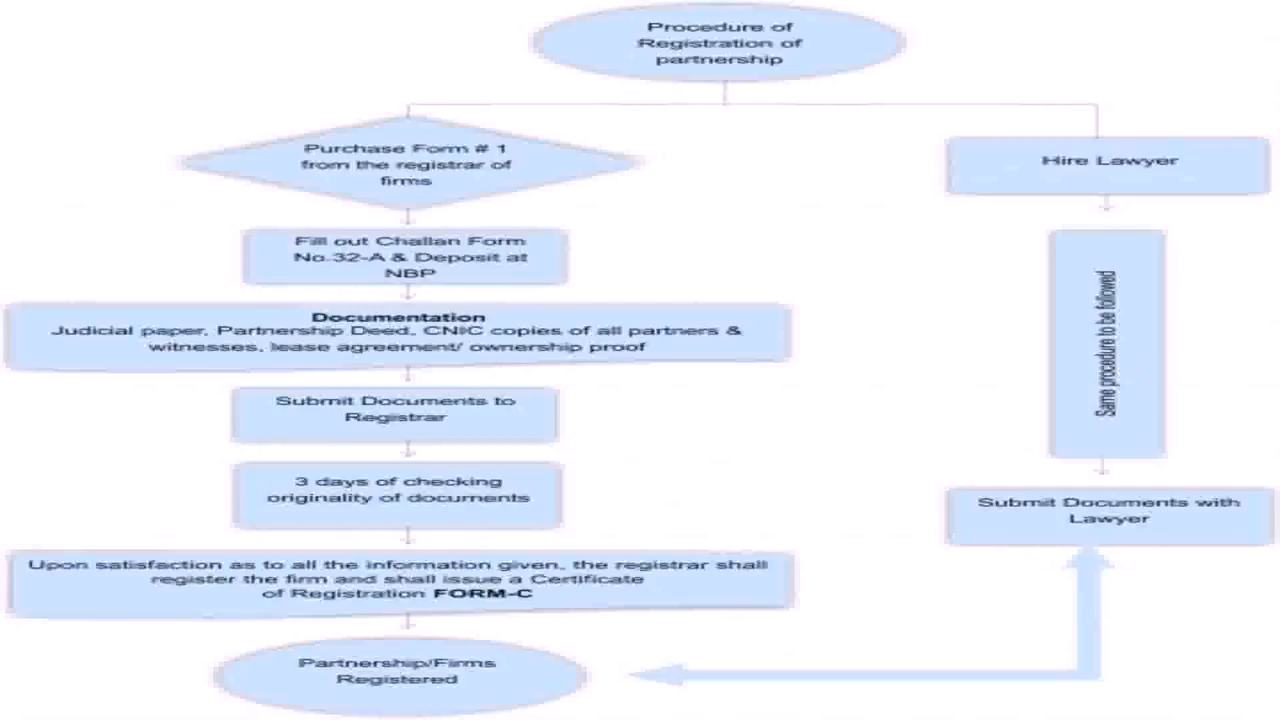 Procedure of
Registration of
partnership
Purchase Form # 1
from the registrar of
firms
Hire Lawyer
Fill out Challan Form
No.32-A & Deposit at
NBP
Documentation
Judicial paper, Partnership Deed, CNIC copies of all partners &
witnesses, lease agreement/ ownership proof
Same procedure to be followed
Submit Documents to
Registrar
3 days of checking
originality of documents
Submit Documents with
Lawyer
Upon satisfaction as to all the information given, the registrar shall
register the firm and shall issue a Certificate
of Registration FORM-C
Partnership/Firms
Registered